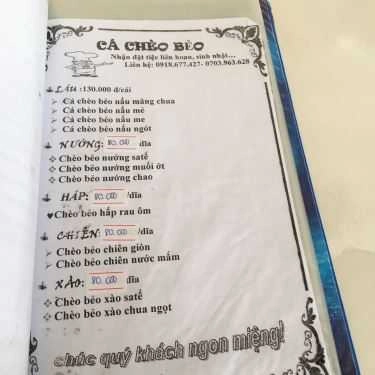 CÁ CHÈO BẺO
Nhận đặt tiệc liên hoan, sinh nhật...
Liên hệ: 0918.677.427- 0703.963.628
LẨU :130.000 đ/cái
Cá chèo bẻo nấu măng chua
Cá chèo bẻo nấu mẻ
Cá chèo bẻo nấu me
Cá chèo bẻo nấu ngót
NƯỚNG: 80.000 /dĩa
Chèo bẻo nướng satế
Chèo bẻo nướng muối ớt
Chèo bẻo nướng chao
HẤP: 80.000 /dĩa
Chèo bẻo hấp rau ôm
CHIÊN: 80.000 /dĩa
Chèo bẻo chiên giòn
Chèo bẻo chiên nước mắm
XÀO: 80.000 /dĩa
Chèo bẻo xào satế
Chèo bẻo xào chua ngọt
Chúc quý khách ngon miệng!